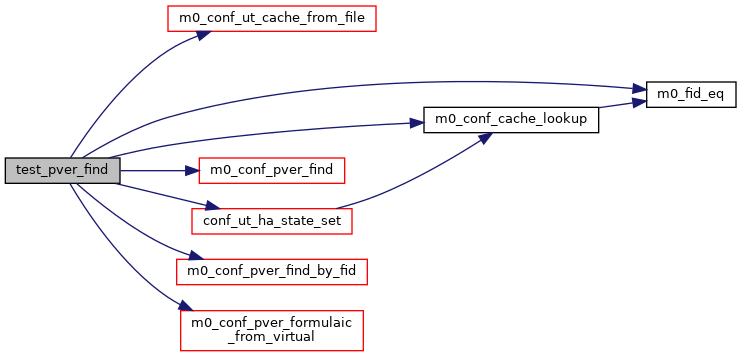 m0_conf_ut_cache_from_file
m0_fid_eq
m0_conf_cache_lookup
test_pver_find
m0_conf_pver_find
conf_ut_ha_state_set
m0_conf_pver_find_by_fid
m0_conf_pver_formulaic
_from_virtual